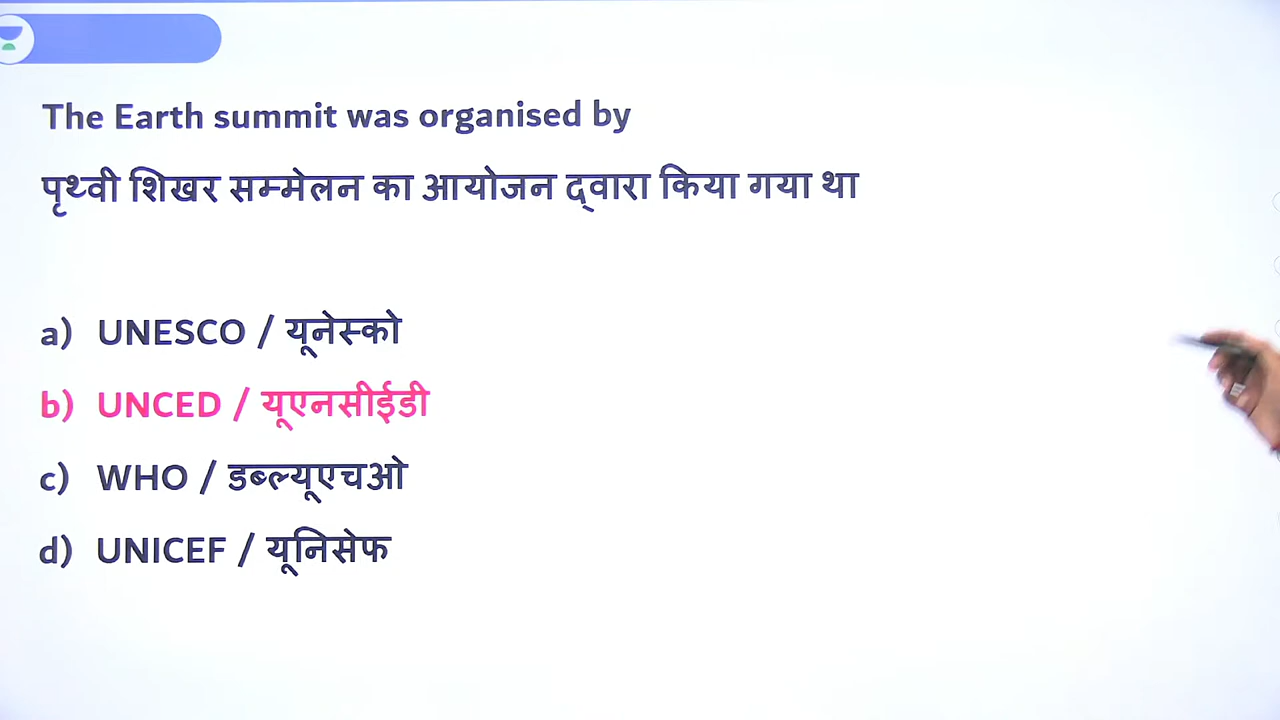 The Earth summit was organised by
पृथ्वी शिखर सम्मेलन का आयोजन द्वारा किया गया था
a) UNESCO / यूनेस्को
b) UNCED / यूएनसीईडी
c) WHO / डब्ल्यूएचओ
d) UNICEF / यूनिसेफ